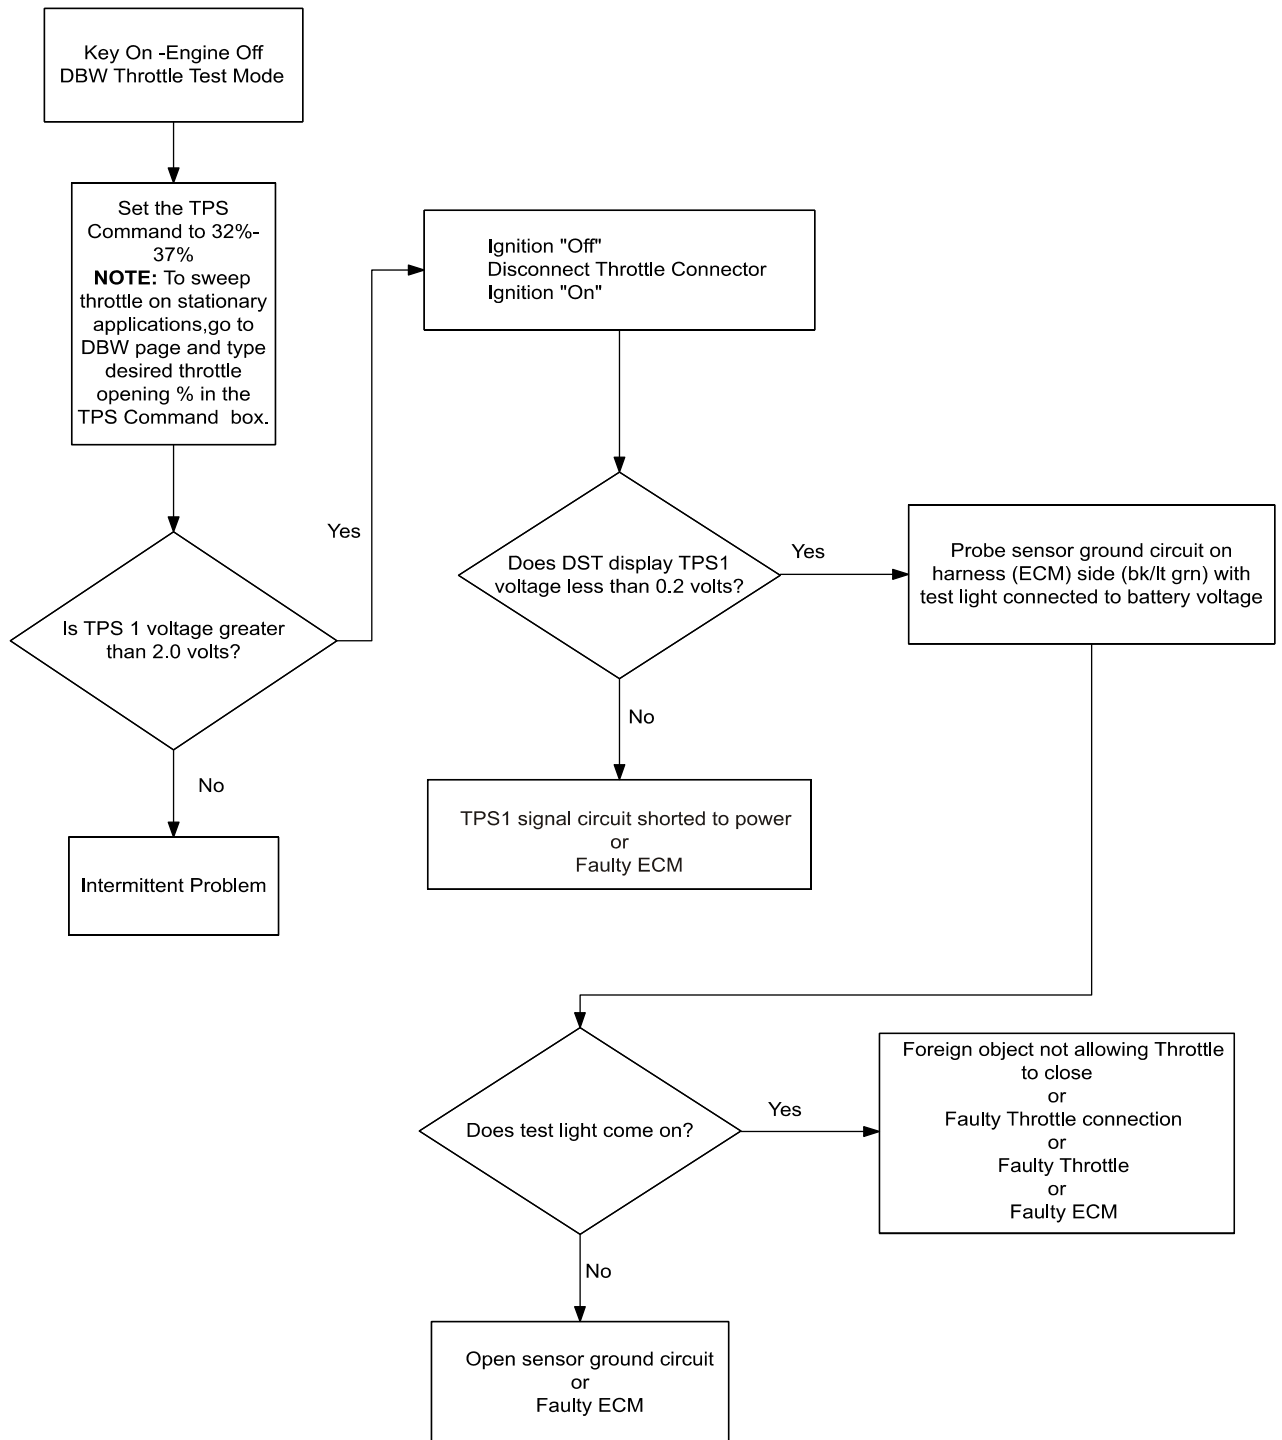 Key On -Engine Off
DBW Throttle Test Mode
Set the TPS
Command to 32%-
37%
NOTE: To sweep
throttle on stationary
applications,go to
DBW page and type
desired throttle
opening % in the
TPS Command  box.
Is TPS 1 voltage greater
than 2.0 volts?
Yes
No
Intermittent Problem
Ignition "Off"
Disconnect Throttle Connector
Ignition "On"
Does DST display TPS1
voltage less than 0.2 volts?
Yes
No
TPS1 signal circuit shorted to power
or
Faulty ECM
Probe sensor ground circuit on
harness (ECM) side (bk/lt grn) with
test light connected to battery voltage
Does test light come on?
Yes
No
Foreign object not allowing Throttle
to close
or
Faulty Throttle connection
or
Faulty Throttle
or
Faulty ECM
Open sensor ground circuit
or
Faulty ECM